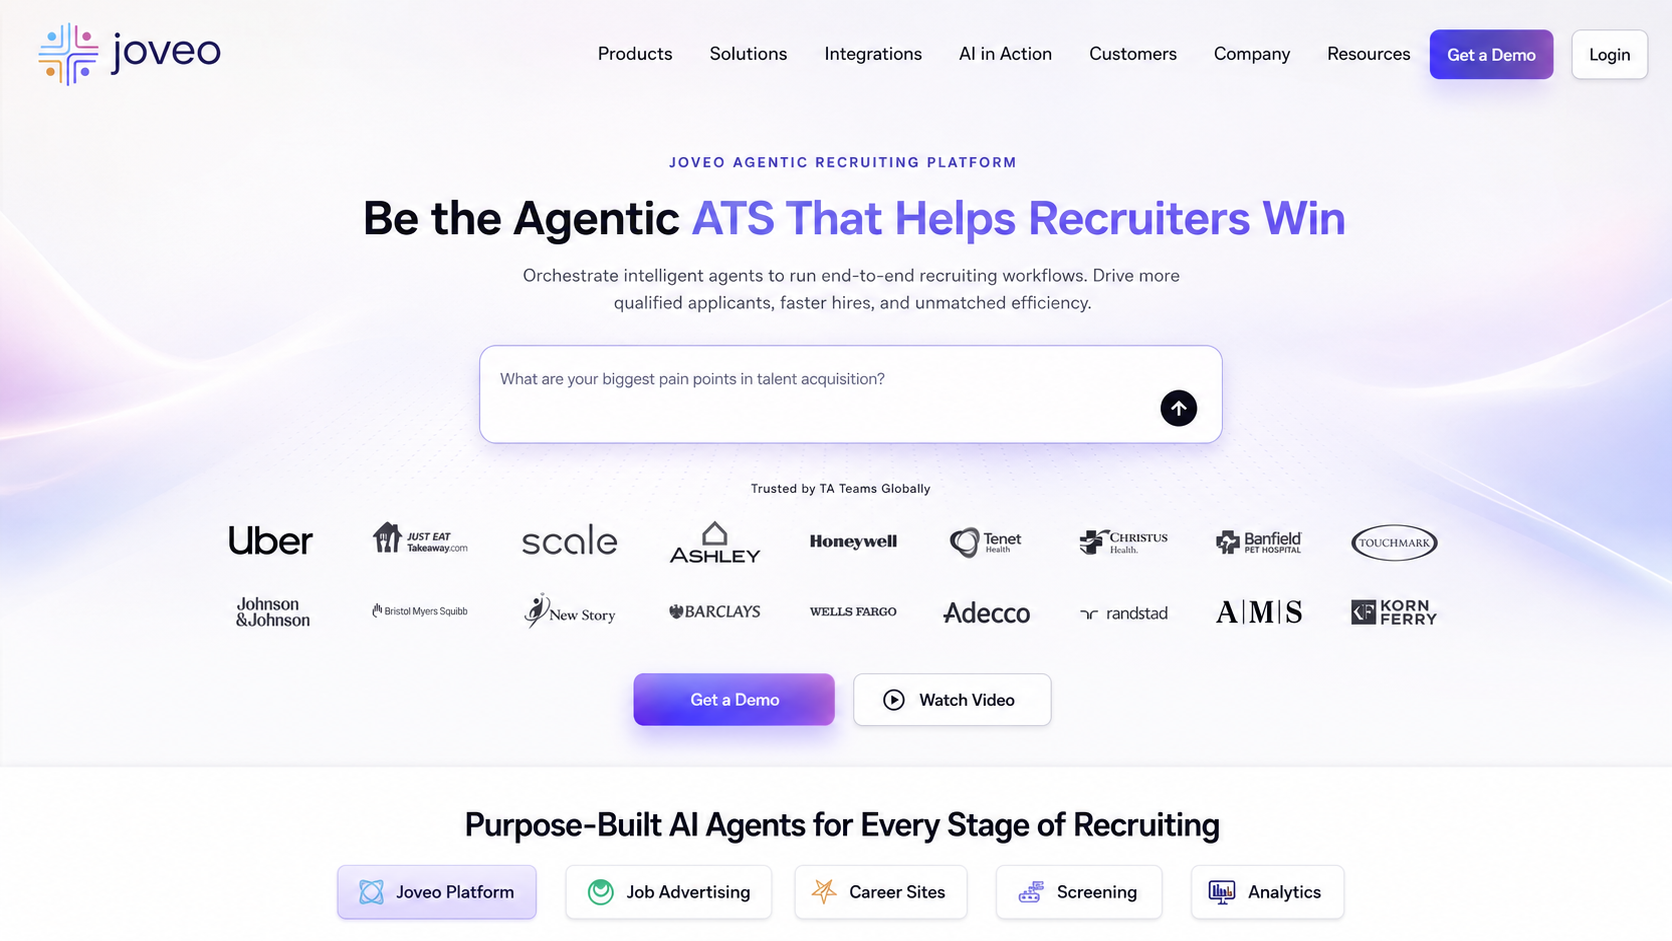 joveo
Products Solutions Integrations AI in Action Customers Company Resources Get a Demo Login
JOVEO AGENTIC RECRUITING PLATFORM
Be the Agentic ATS That Helps Recruiters Win
Orchestrate intelligent agents to run end-to-end recruiting workflows. Drive more
qualified applicants, faster hires, and unmatched efficiency.
What are your biggest pain points in talent acquisition?
Trusted by TA Teams Globally
Uber
JUST EAT
Takeaway.com
scale
ASHLEY
Honeywell
Tenet
Health
CHRISTUS
Health.
Banfield
PET HOSPITAL
TOUCHMARK
Johnson
&Johnson
Bristol Myers Squibb
New Story
BARCLAYS
WELLS FARGO
Adecco
randstad
A|M|S
KF
KORN
FERRY
Get a Demo
Watch Video
Purpose-Built AI Agents for Every Stage of Recruiting
Joveo Platform
Job Advertising
Career Sites
Screening
Analytics